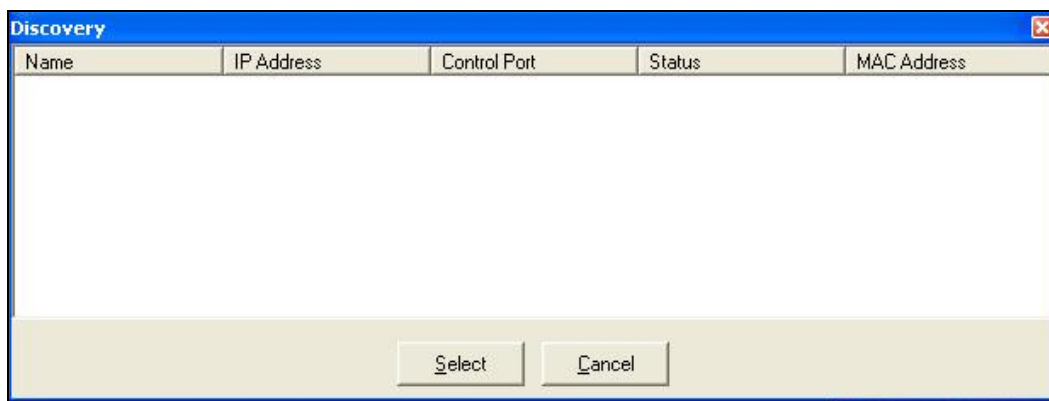 Discovery
Name IP Address Control Port Status MAC Address
Select Cancel